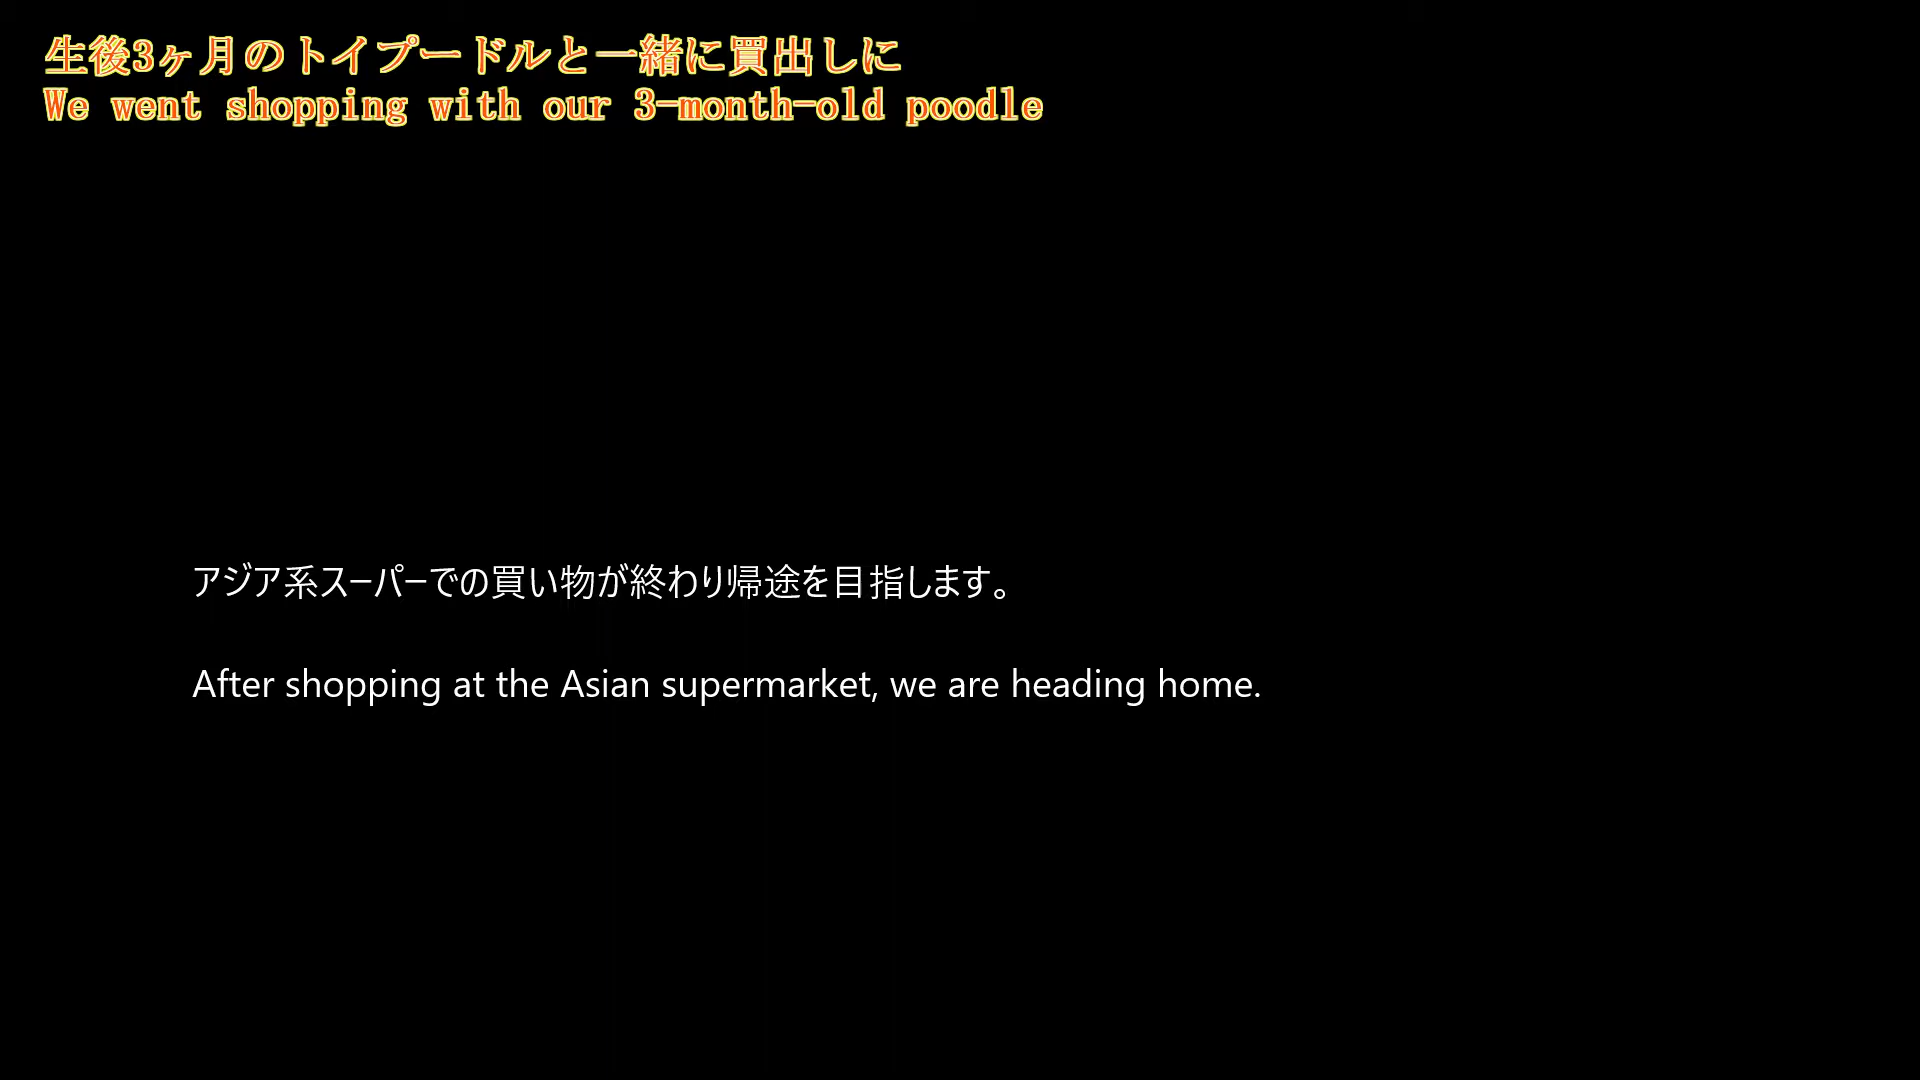 生後3ヶ月のトイプードルと一緒に買出しに
We went shopping with our 3-month-old poodle
アジア系スーパーでの買い物が終わり帰途を目指します。
After shopping at the Asian supermarket, we are heading home.